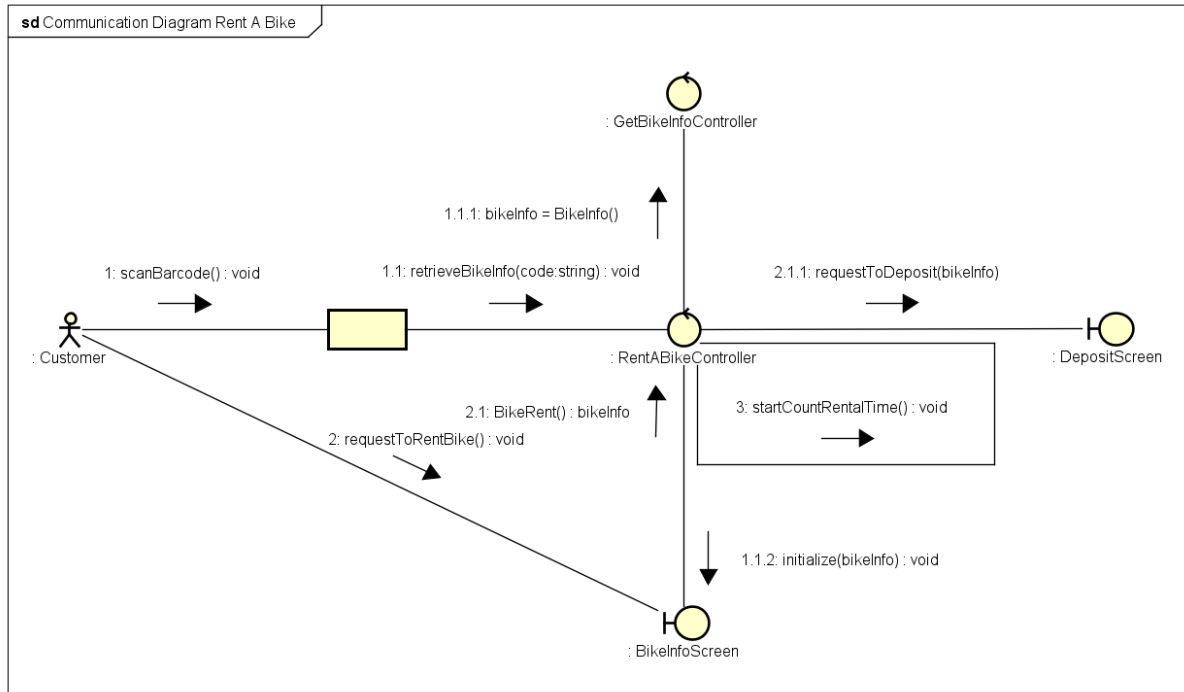 sd Communication Diagram Rent A Bike
: GetBikeInfoController
1.1.1: bikeInfo = BikeInfo()
1: scanBarcode() : void
1.1: retrieveBikeInfo(code:string) : void
2.1.1: requestToDeposit(bikeInfo)
: Customer
: RentABikeController
: DepositScreen
2.1: BikeRent() : bikeInfo
3: startCountRentalTime() : void
2: requestToRentBike() : void
1.1.2: initialize(bikeInfo) : void
: BikeInfoScreen